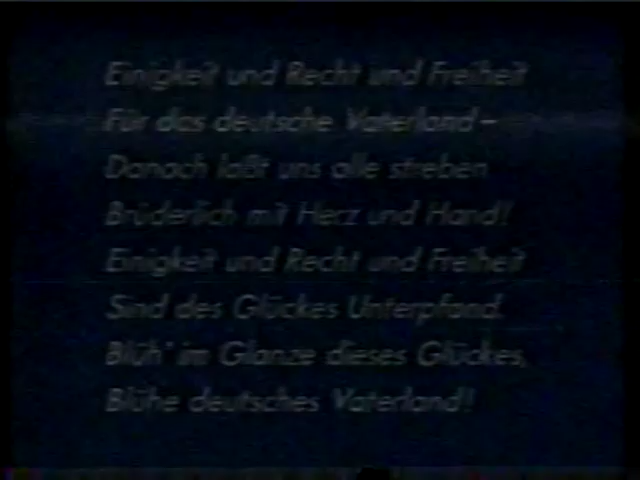 Einigkeit und Recht und Freiheit
Für das deutsche Vaterland–
Danach laßt uns alle streben
Brüderlich mit Herz und Hand!
Einigkeit und Recht und Freiheit
Sind des Glückes Unterpfand.
Blüh' im Glanze dieses Glückes,
Blühe deutsches Vaterland!